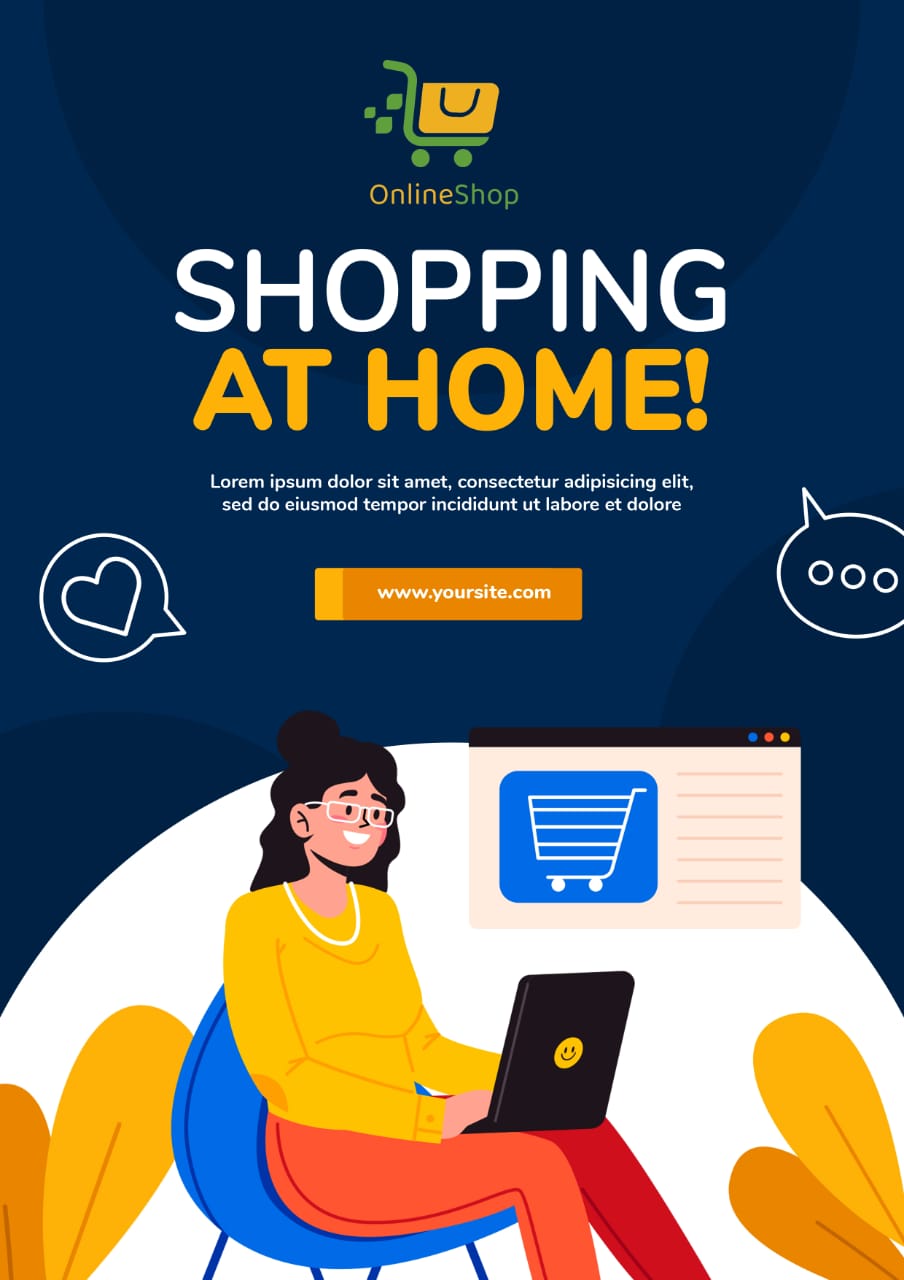 OnlineShop
SHOPPING
AT HOME!
Lorem ipsum dolor sit amet, consectetur adipisicing elit,
sed do eiusmod tempor incididunt ut labore et dolore
www.yoursite.com